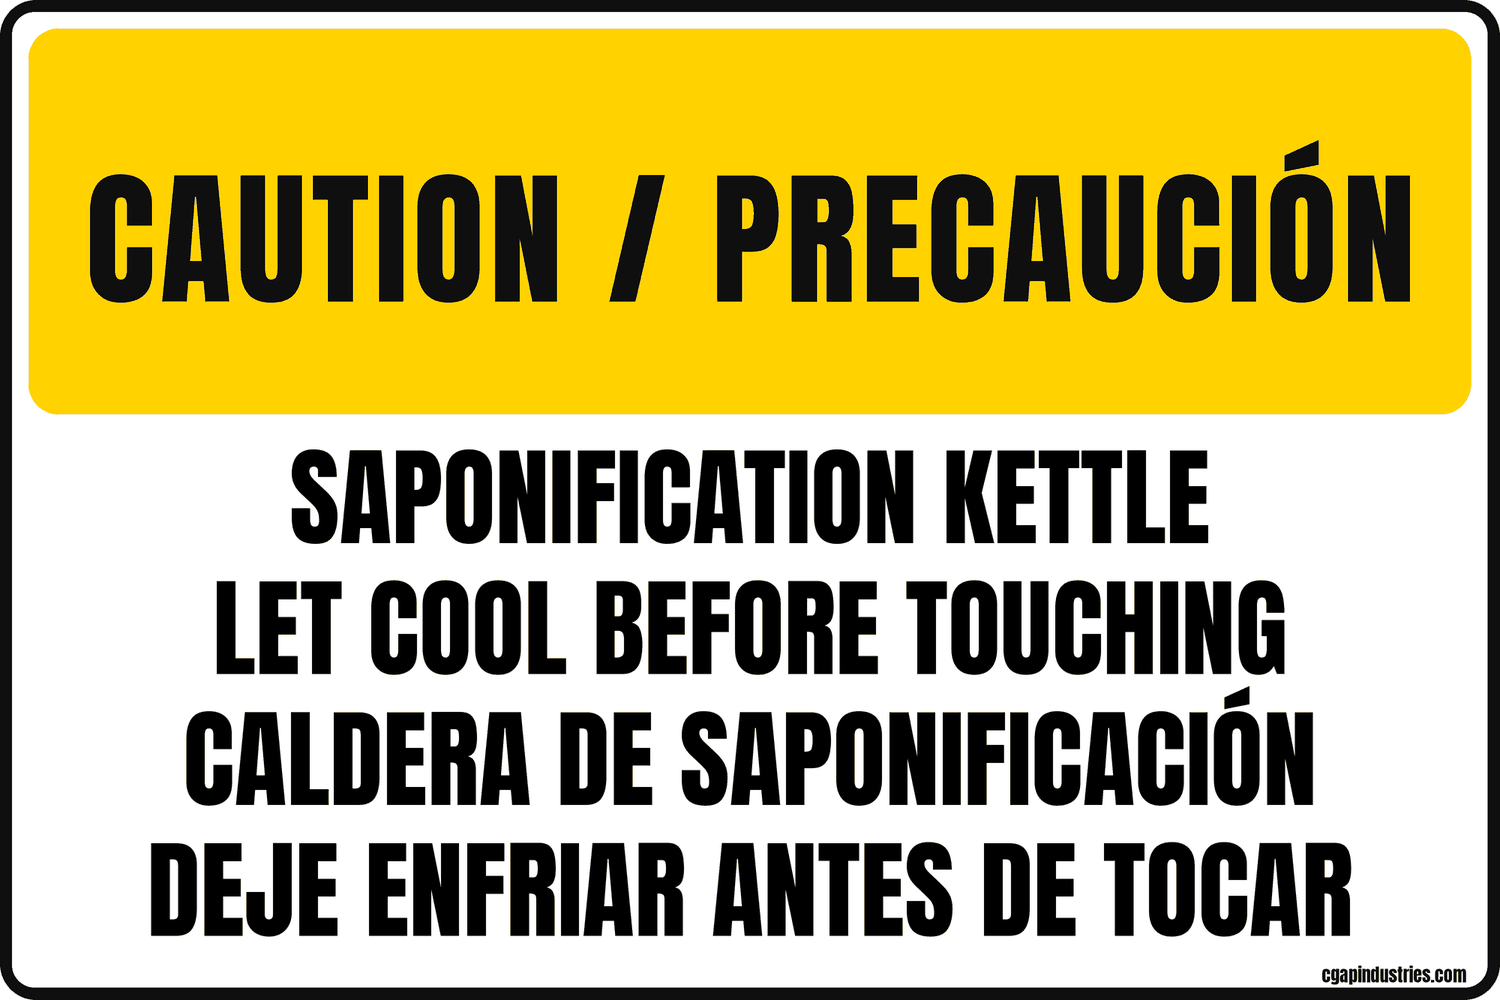 CAUTION / PRECAUCIÓN
SAPONIFICATION KETTLE
LET COOL BEFORE TOUCHING
CALDERA DE SAPONIFICACIÓN
DEJE ENFRIAR ANTES DE TOCAR
cgapindustries.com